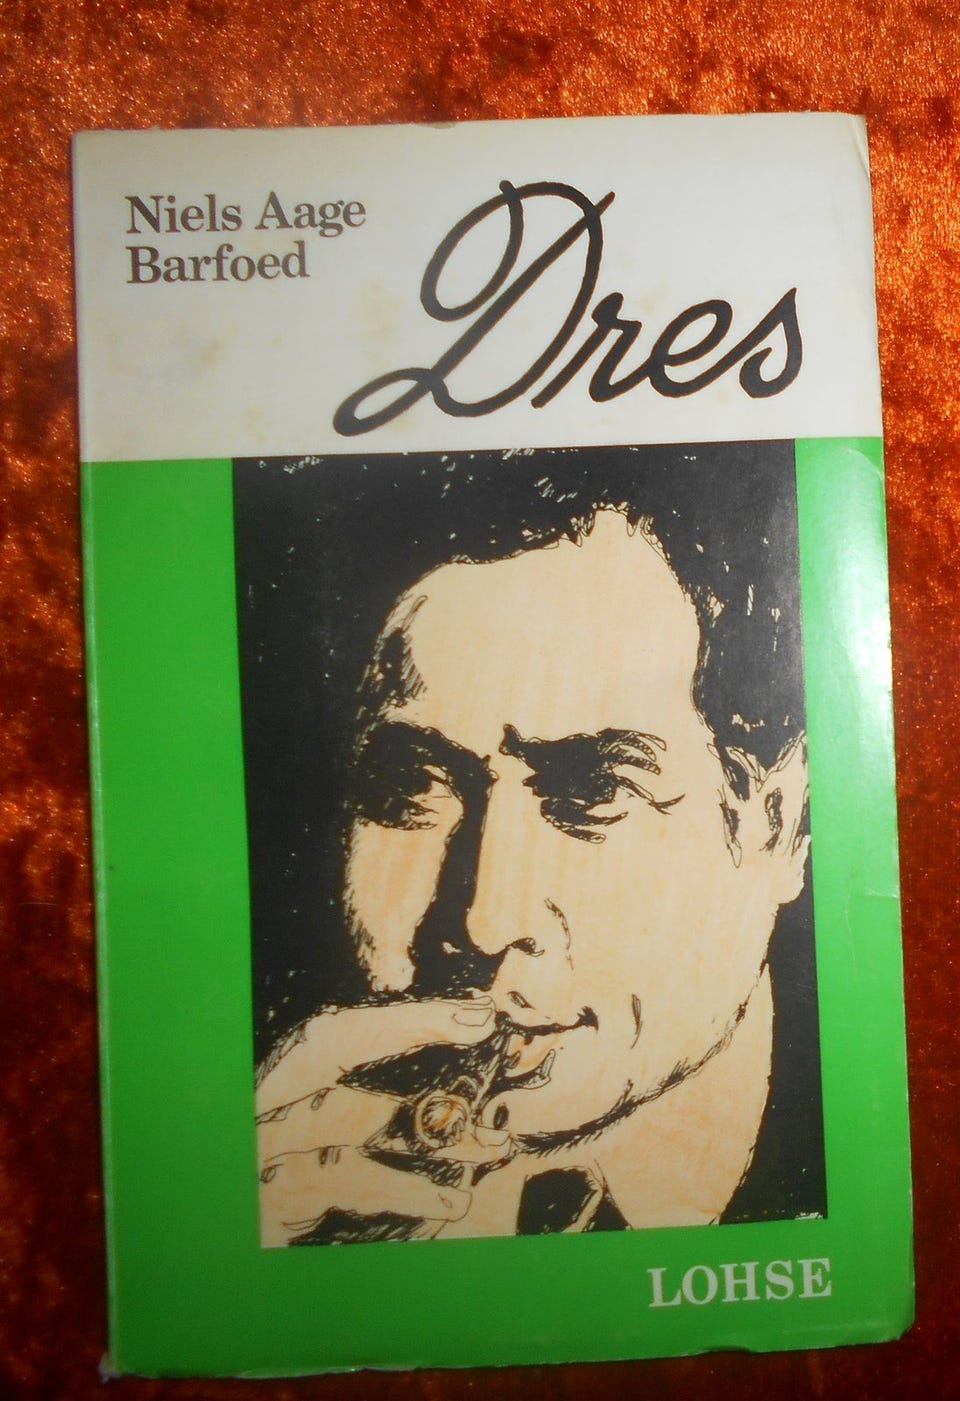 Niels Aage
Barfoed
Dres
LOHSE